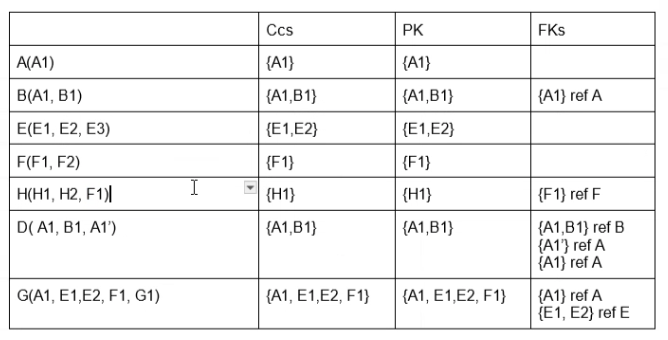 Ccs PK FKs
A(A1) {A1} {A1}
B(A1, B1) {A1,B1} {A1,B1} {A1} ref A
E(E1, E2, E3) {E1,E2} {E1,E2}
F(F1, F2) {F1} {F1}
H(H1, H2, F1) {H1} {H1} {F1} ref F
D( A1, B1, A1’) {A1,B1} {A1,B1} {A1,B1} ref B
{A1’} ref A
{A1} ref A
G(A1, E1,E2, F1, G1) {A1, E1,E2, F1} {A1, E1,E2, F1} {A1} ref A
{E1, E2} ref E